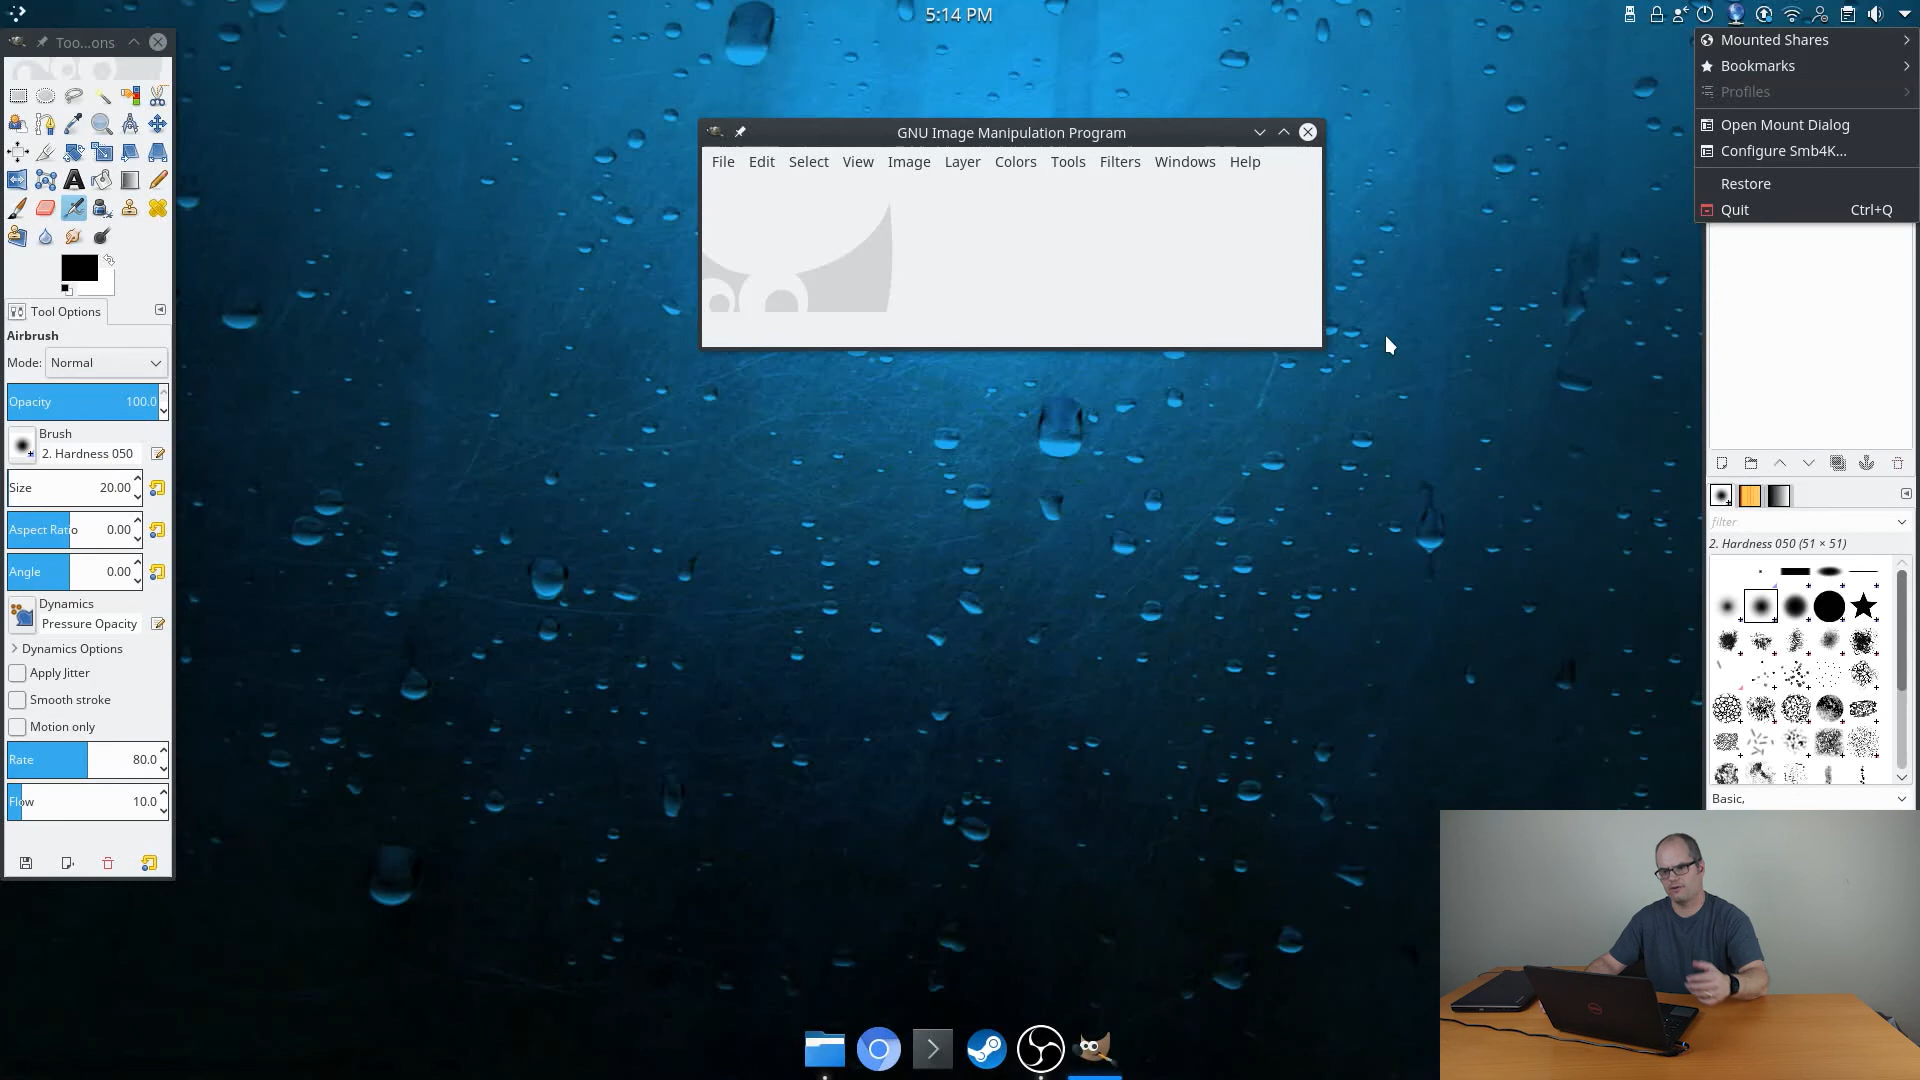 5:14 PM
Too...ons
Mounted Shares
Bookmarks
Profiles
Open Mount Dialog
Configure Smb4K...
Restore
Quit Ctrl+Q
GNU Image Manipulation Program
File Edit Select View Image Layer Colors Tools Filters Windows Help
Tool Options
Airbrush
Mode: Normal
Opacity 100.0
Brush
2. Hardness 050
Size 20.00
Aspect Ratio 0.00
Angle 0.00
Dynamics
Pressure Opacity
Dynamics Options
Apply Jitter
Smooth stroke
Motion only
Rate 80.0
Flow 10.0
filter
2. Hardness 050 (51 × 51)
Basic,